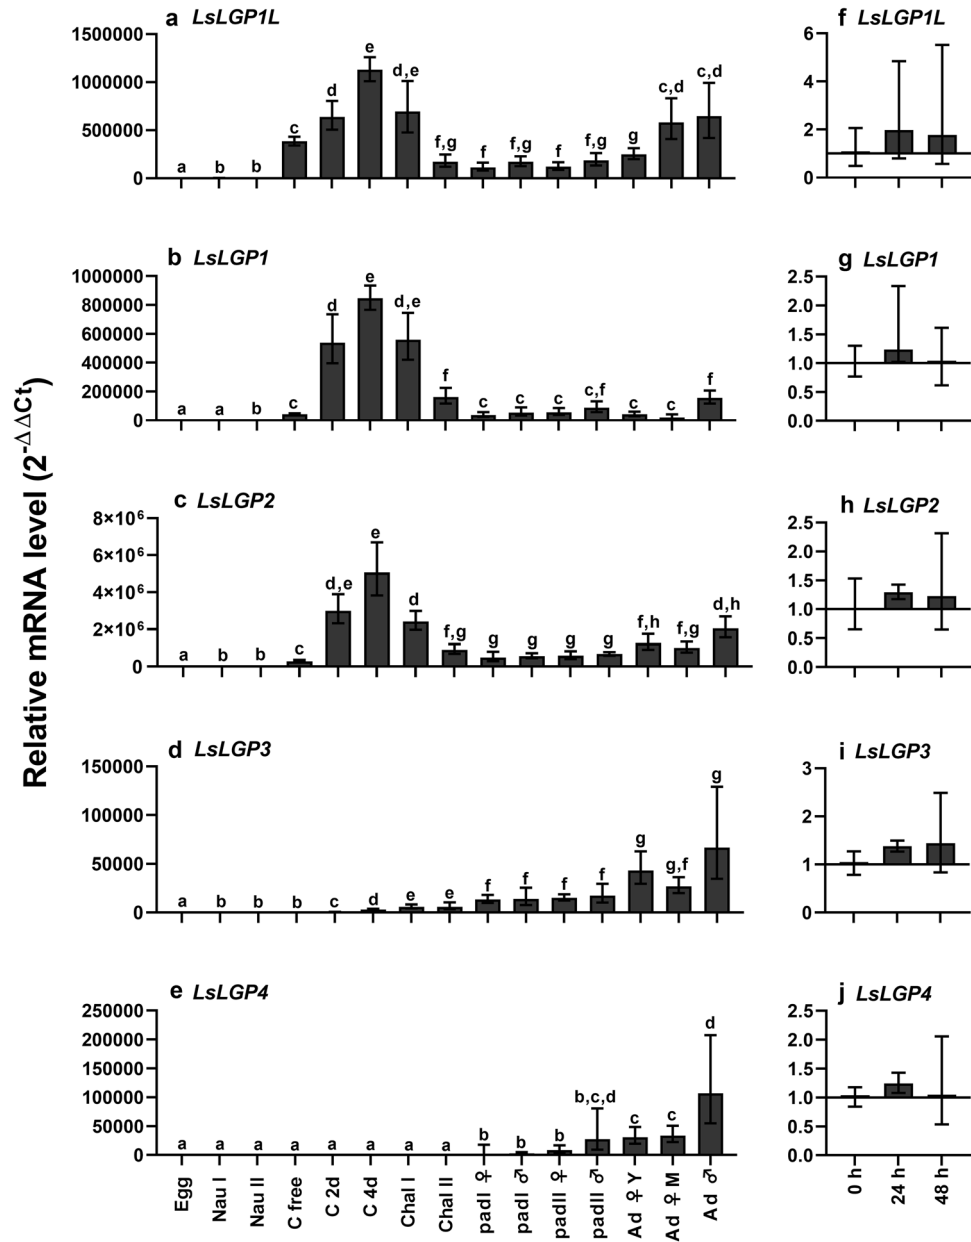 Relative mRNA level (2^-ΔΔCt)
a LsLGP1L
1500000
1000000
500000
0
a b b c d e d,e f,g f f,g f f,g g c,d c,d
b LsLGP1
1000000
800000
600000
400000
200000
0
a a b c d e d,e f c c c c,f c c f
c LsLGP2
8×10⁶
6×10⁶
4×10⁶
2×10⁶
0
a b b c d,e e d f,g g g g g f,h f,g d,h
d LsLGP3
150000
100000
50000
0
a b b b c d e e f f f f g g,f g
e LsLGP4
250000
200000
150000
100000
50000
0
a a a a a a a a b b b b,c,d c c d
Egg
Nau I
Nau II
C free
C 2d
C 4d
Chal I
Chal II
padI ♀
padI ♂
padII ♀
padII ♂
Ad ♀ Y
Ad ♀ M
Ad ♂
f LsLGP1L
6
4
2
0
g LsLGP1
2.5
2.0
1.5
1.0
0.5
0.0
h LsLGP2
2.5
2.0
1.5
1.0
0.5
0.0
i LsLGP3
3
2
1
0
j LsLGP4
2.5
2.0
1.5
1.0
0.5
0.0
0 h
24 h
48 h